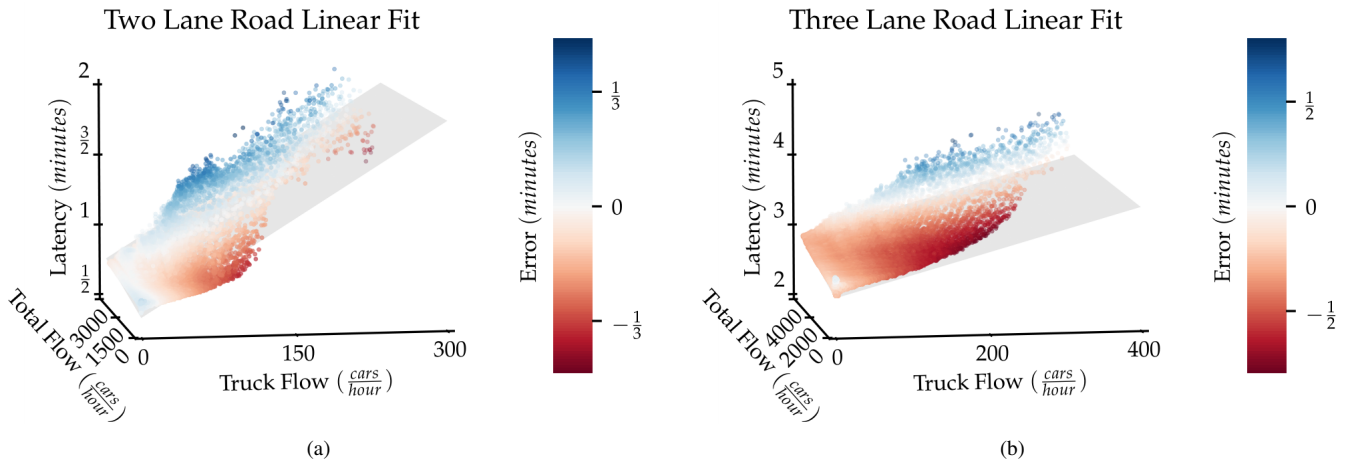 Two Lane Road Linear Fit
2
3/2
1
1/2
Latency (minutes)
3000
1500
0
Total Flow (cars/hour)
0
150
300
Truck Flow (cars/hour)
1/3
0
−1/3
Error (minutes)
(a)
Three Lane Road Linear Fit
5
4
3
2
Latency (minutes)
4000
2000
0
Total Flow (cars/hour)
0
200
400
Truck Flow (cars/hour)
1/2
0
−1/2
Error (minutes)
(b)